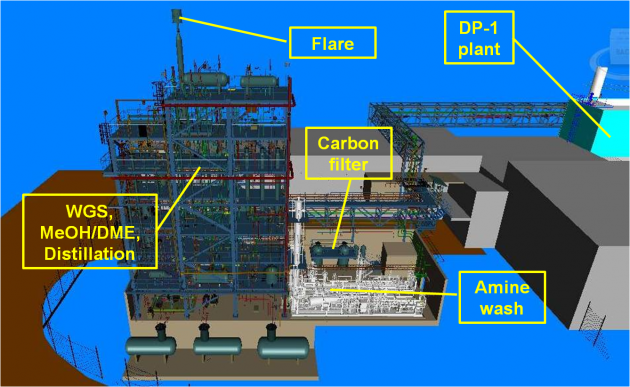 Flare
DP-1
plant
Carbon
filter
WGS,
MeOH/DME,
Distillation
Amine
wash